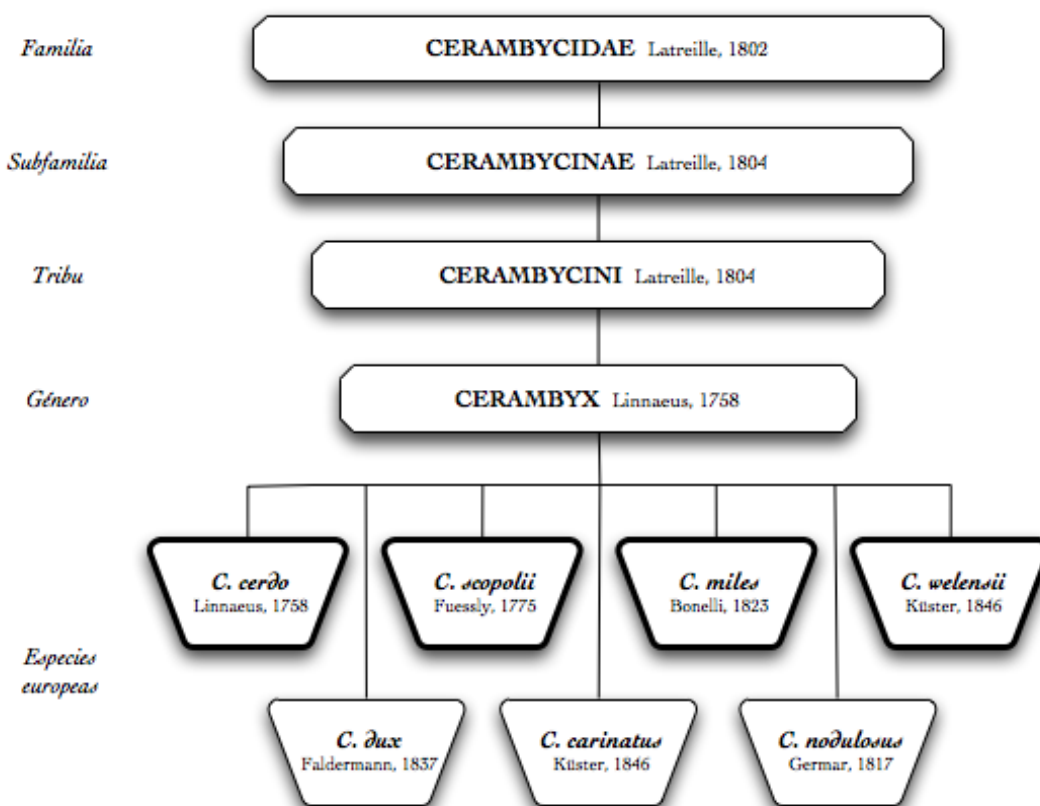 Familia
CERAMBYCIDAE Latreille, 1802
Subfamilia
CERAMBYCINAE Latreille, 1804
Tribu
CERAMBYCINI Latreille, 1804
Género
CERAMBYX Linnaeus, 1758
C. cerdo
Linnaeus, 1758
C. scopolii
Fuessly, 1775
C. miles
Bonelli, 1823
C. welensii
Küster, 1846
Especies
europeas
C. dux
Faldermann, 1837
C. carinatus
Küster, 1846
C. nodulosus
Germar, 1817